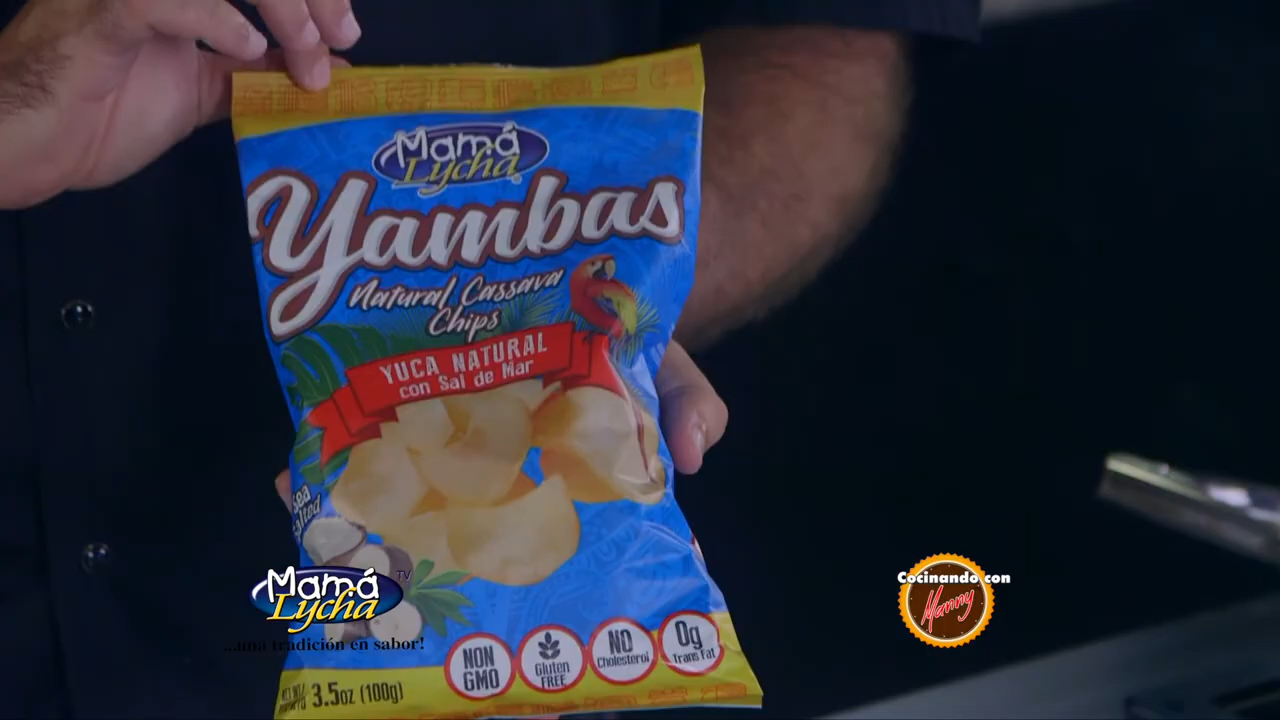 Mamá
Lycha
Yambas
Natural Cassava
Chips
YUCA NATURAL
con Sal de Mar
Sea
Salted
Mamá TV
Lycha
...una tradición en sabor!
Cocinando con
Manny
NON
GMO
Gluten
FREE
NO
Cholesterol
0g
Trans Fat
3.5oz (100g)